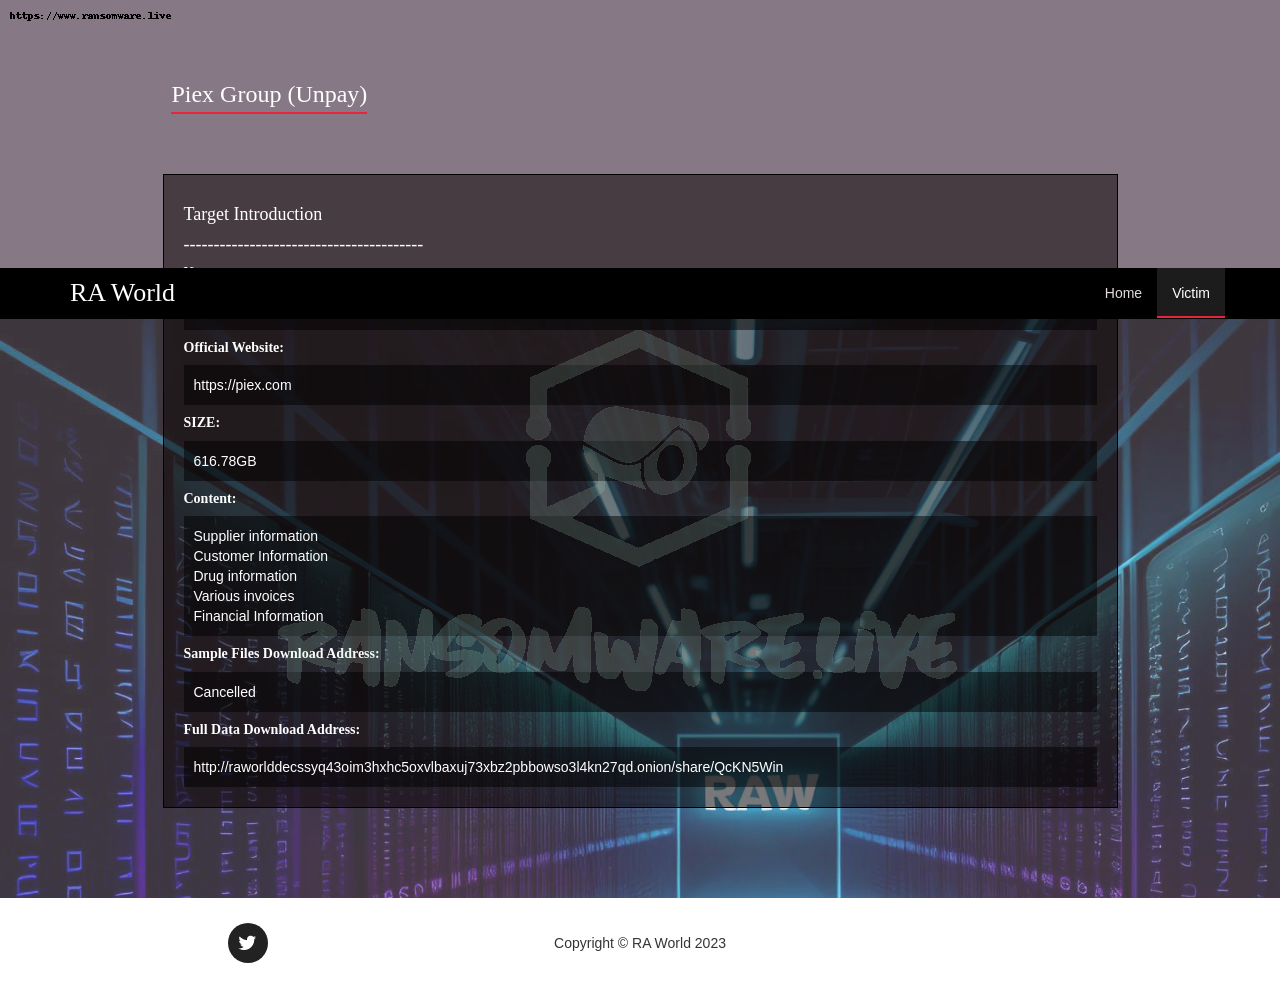 https://www.ransomware.live
Piex Group (Unpay)
Target Introduction
----------------------------------------
RA World
Home
Victim
Official Website:
https://piex.com
SIZE:
616.78GB
Content:
Supplier information
Customer Information
Drug information
Various invoices
Financial Information
RANSOMWARE.LIVE
Sample Files Download Address:
Cancelled
Full Data Download Address:
http://raworlddecssyq43oim3hxhc5oxvlbaxuj73xbz2pbbowso3l4kn27qd.onion/share/QcKN5Win
RAW
Copyright © RA World 2023